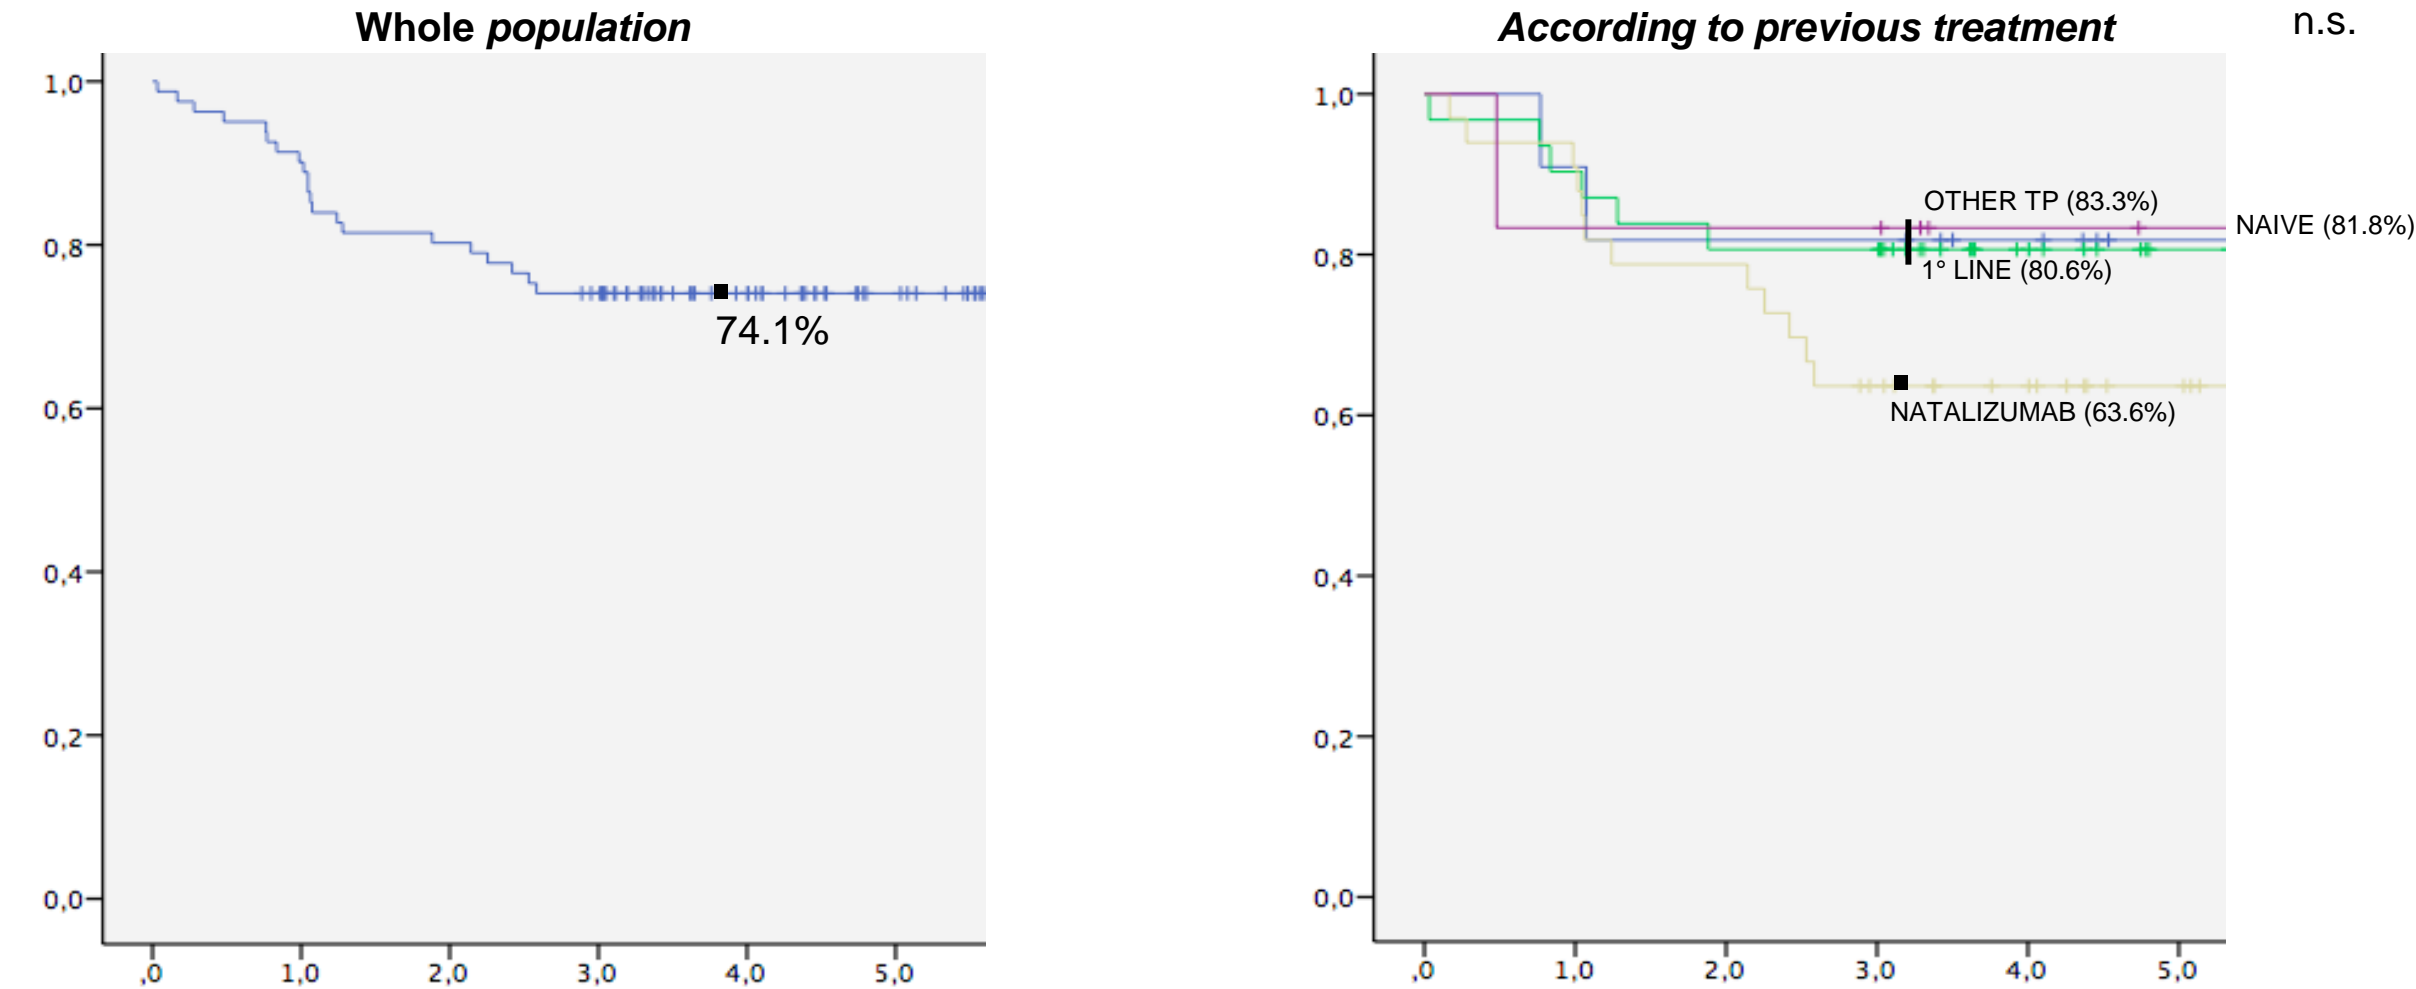 Whole population
1,0
0,8
0,6
0,4
0,2
0,0
,0 1,0 2,0 3,0 4,0 5,0
74.1%
According to previous treatment
n.s.
1,0
0,8
0,6
0,4
0,2
0,0
,0 1,0 2,0 3,0 4,0 5,0
OTHER TP (83.3%)
NAIVE (81.8%)
1° LINE (80.6%)
NATALIZUMAB (63.6%)